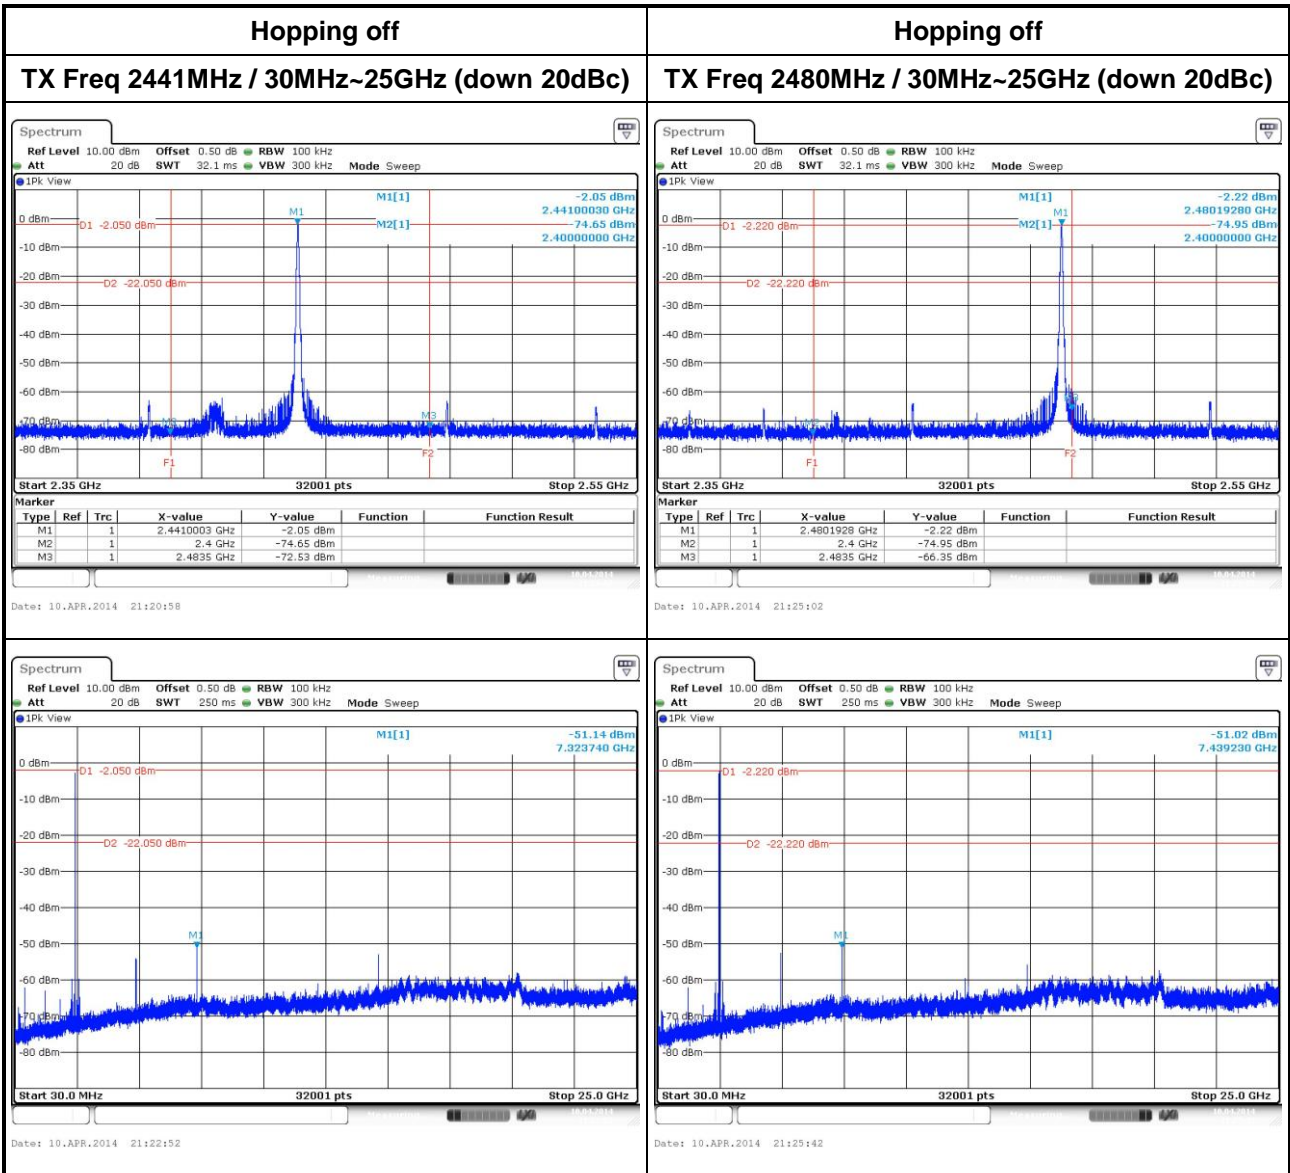 Hopping off
Hopping off
TX Freq 2441MHz / 30MHz~25GHz (down 20dBc)
TX Freq 2480MHz / 30MHz~25GHz (down 20dBc)
Spectrum
Ref Level 10.00 dBm Offset 0.50 dB RBW 100 kHz
Att 20 dB SWT 32.1 ms VBW 300 kHz Mode Sweep
1Pk View
M1[1] -2.05 dBm
2.44100030 GHz
M2[1] -74.65 dBm
2.40000000 GHz
M1
0 dBm
D1 -2.050 dBm
-10 dBm
-20 dBm
D2 -22.050 dBm
-30 dBm
-40 dBm
-50 dBm
-60 dBm
M3
-70 dBm
-80 dBm
F1
F2
Start 2.35 GHz 32001 pts Stop 2.55 GHz
Marker
Type Ref Trc X-value Y-value Function Function Result
M1 1 2.4410003 GHz -2.05 dBm
M2 1 2.4 GHz -74.65 dBm
M3 1 2.4835 GHz -72.53 dBm
Date: 10.APR.2014 21:20:58
Spectrum
Ref Level 10.00 dBm Offset 0.50 dB RBW 100 kHz
Att 20 dB SWT 32.1 ms VBW 300 kHz Mode Sweep
1Pk View
M1[1] -2.22 dBm
2.48019280 GHz
M2[1] -74.95 dBm
2.40000000 GHz
M1
0 dBm
D1 -2.220 dBm
-10 dBm
-20 dBm
D2 -22.220 dBm
-30 dBm
-40 dBm
-50 dBm
-60 dBm
-70 dBm
-80 dBm
F1
F2
Start 2.35 GHz 32001 pts Stop 2.55 GHz
Marker
Type Ref Trc X-value Y-value Function Function Result
M1 1 2.4801928 GHz -2.22 dBm
M2 1 2.4 GHz -74.95 dBm
M3 1 2.4835 GHz -66.35 dBm
Date: 10.APR.2014 21:25:02
Spectrum
Ref Level 10.00 dBm Offset 0.50 dB RBW 100 kHz
Att 20 dB SWT 250 ms VBW 300 kHz Mode Sweep
1Pk View
M1[1] -51.14 dBm
7.323740 GHz
0 dBm
D1 -2.050 dBm
-10 dBm
-20 dBm
D2 -22.050 dBm
-30 dBm
-40 dBm
M1
-50 dBm
-60 dBm
-70 dBm
-80 dBm
Start 30.0 MHz 32001 pts Stop 25.0 GHz
Date: 10.APR.2014 21:22:52
Spectrum
Ref Level 10.00 dBm Offset 0.50 dB RBW 100 kHz
Att 20 dB SWT 250 ms VBW 300 kHz Mode Sweep
1Pk View
M1[1] -51.02 dBm
7.439230 GHz
0 dBm
D1 -2.220 dBm
-10 dBm
-20 dBm
D2 -22.220 dBm
-30 dBm
-40 dBm
M1
-50 dBm
-60 dBm
-70 dBm
-80 dBm
Start 30.0 MHz 32001 pts Stop 25.0 GHz
Date: 10.APR.2014 21:25:42